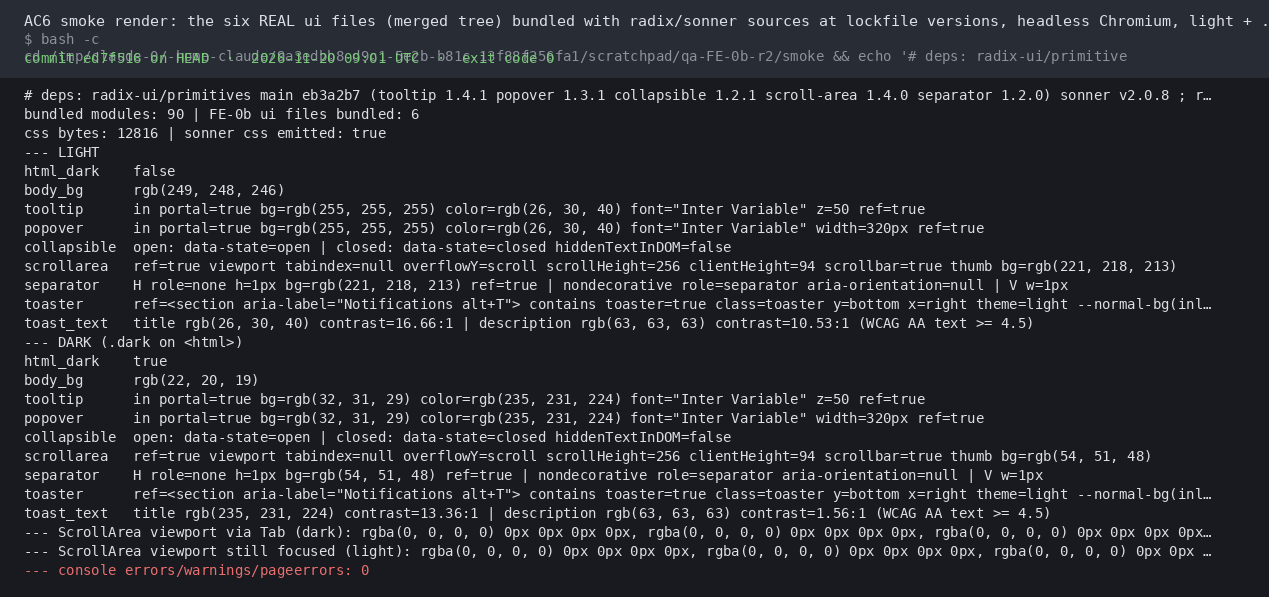 AC6 smoke render: the six REAL ui files (merged tree) bundled with radix/sonner sources at lockfile versions, headless Chromium, light + .
$ bash -c
scratchpad/qa-FE-0b-r2/smoke && echo '# deps: radix-ui/primitive
exit code 0
# deps: radix-ui/primitives main eb3a2b7 (tooltip 1.4.1 popover 1.3.1 collapsible 1.2.1 scroll-area 1.4.0 separator 1.2.0) sonner v2.0.8 ; r…
bundled modules: 90 | FE-0b ui files bundled: 6
css bytes: 12816 | sonner css emitted: true
--- LIGHT
html_dark    false
body_bg      rgb(249, 248, 246)
tooltip      in portal=true bg=rgb(255, 255, 255) color=rgb(26, 30, 40) font="Inter Variable" z=50 ref=true
popover      in portal=true bg=rgb(255, 255, 255) color=rgb(26, 30, 40) font="Inter Variable" width=320px ref=true
collapsible  open: data-state=open | closed: data-state=closed hiddenTextInDOM=false
scrollarea   ref=true viewport tabindex=null overflowY=scroll scrollHeight=256 clientHeight=94 scrollbar=true thumb bg=rgb(221, 218, 213)
separator    H role=none h=1px bg=rgb(221, 218, 213) ref=true | nondecorative role=separator aria-orientation=null | V w=1px
toaster      ref=<section aria-label="Notifications alt+T"> contains toaster=true class=toaster y=bottom x=right theme=light --normal-bg(inl…
toast_text   title rgb(26, 30, 40) contrast=16.66:1 | description rgb(63, 63, 63) contrast=10.53:1 (WCAG AA text >= 4.5)
--- DARK (.dark on <html>)
html_dark    true
body_bg      rgb(22, 20, 19)
tooltip      in portal=true bg=rgb(32, 31, 29) color=rgb(235, 231, 224) font="Inter Variable" z=50 ref=true
popover      in portal=true bg=rgb(32, 31, 29) color=rgb(235, 231, 224) font="Inter Variable" width=320px ref=true
collapsible  open: data-state=open | closed: data-state=closed hiddenTextInDOM=false
scrollarea   ref=true viewport tabindex=null overflowY=scroll scrollHeight=256 clientHeight=94 scrollbar=true thumb bg=rgb(54, 51, 48)
separator    H role=none h=1px bg=rgb(54, 51, 48) ref=true | nondecorative role=separator aria-orientation=null | V w=1px
toaster      ref=<section aria-label="Notifications alt+T"> contains toaster=true class=toaster y=bottom x=right theme=light --normal-bg(inl…
toast_text   title rgb(235, 231, 224) contrast=13.36:1 | description rgb(63, 63, 63) contrast=1.56:1 (WCAG AA text >= 4.5)
--- ScrollArea viewport via Tab (dark): rgba(0, 0, 0, 0) 0px 0px 0px 0px, rgba(0, 0, 0, 0) 0px 0px 0px 0px, rgba(0, 0, 0, 0) 0px 0px 0px…
--- ScrollArea viewport still focused (light): rgba(0, 0, 0, 0) 0px 0px 0px 0px, rgba(0, 0, 0, 0) 0px 0px 0px 0px, rgba(0, 0, 0, 0) 0px 0px …
--- console errors/warnings/pageerrors: 0